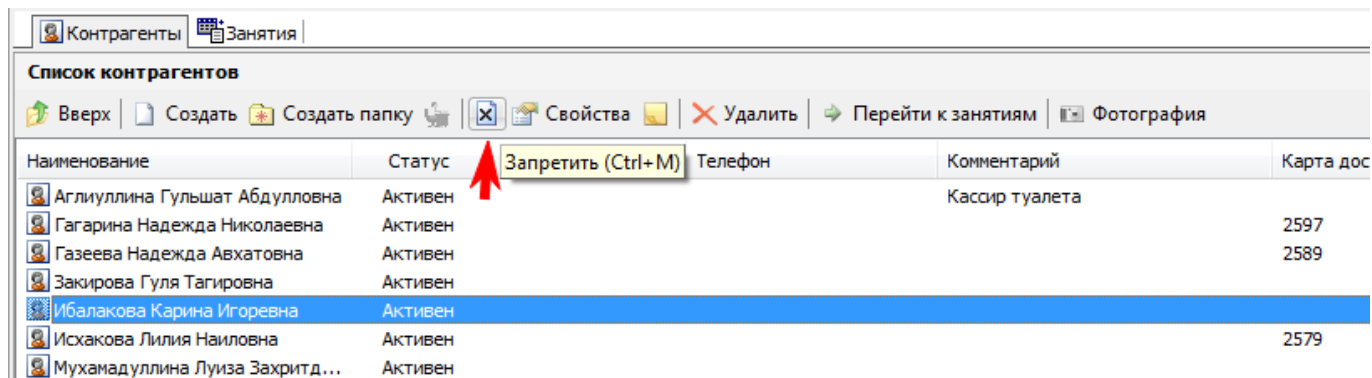 Контрагенты Занятия
Список контрагентов
Вверх Создать Создать папку Свойства Удалить Перейти к занятиям Фотография
Запретить (Ctrl+M)
Наименование Статус Телефон Комментарий Карта дос
Аглиуллина Гульшат Абдулловна Активен Кассир туалета
Гагарина Надежда Николаевна Активен 2597
Газеева Надежда Авхатовна Активен 2589
Закирова Гуля Тагировна Активен
Ибалакова Карина Игоревна Активен
Исхакова Лилия Наиловна Активен 2579
Мухамадуллина Луиза Захритд... Активен